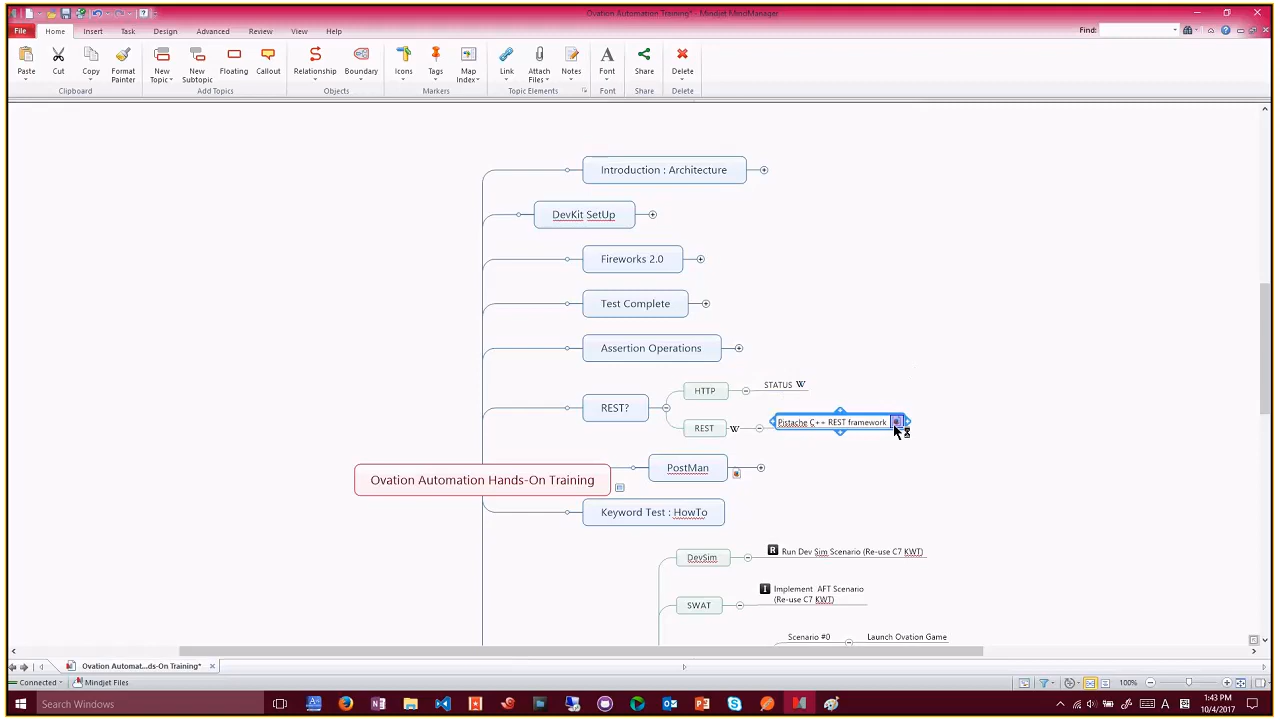 Ovation Automation Training* - Mindjet MindManager
File Home Insert Task Design Advanced Review View Help
Find:
Paste Cut Copy Format Painter
New Topic New Subtopic Floating Callout
Relationship Boundary
Icons Tags Map Index
Link Attach Files Notes
Font Share Delete
Clipboard Add Topics Objects Markers Topic Elements Font Share Delete
Introduction : Architecture
DevKit SetUp
Fireworks 2.0
Test Complete
Assertion Operations
HTTP STATUS W
REST?
REST W Pistache C++ REST framework
PostMan
Ovation Automation Hands-On Training
Keyword Test : HowTo
DevSim R Run Dev Sim Scenario (Re-use C7 KWT)
SWAT I Implement AFT Scenario
(Re-use C7 KWT)
Scenario #0 Launch Ovation Game
Ovation Automat...ds-On Training*
Connected Mindjet Files 100%
Search Windows
1:43 PM
10/4/2017